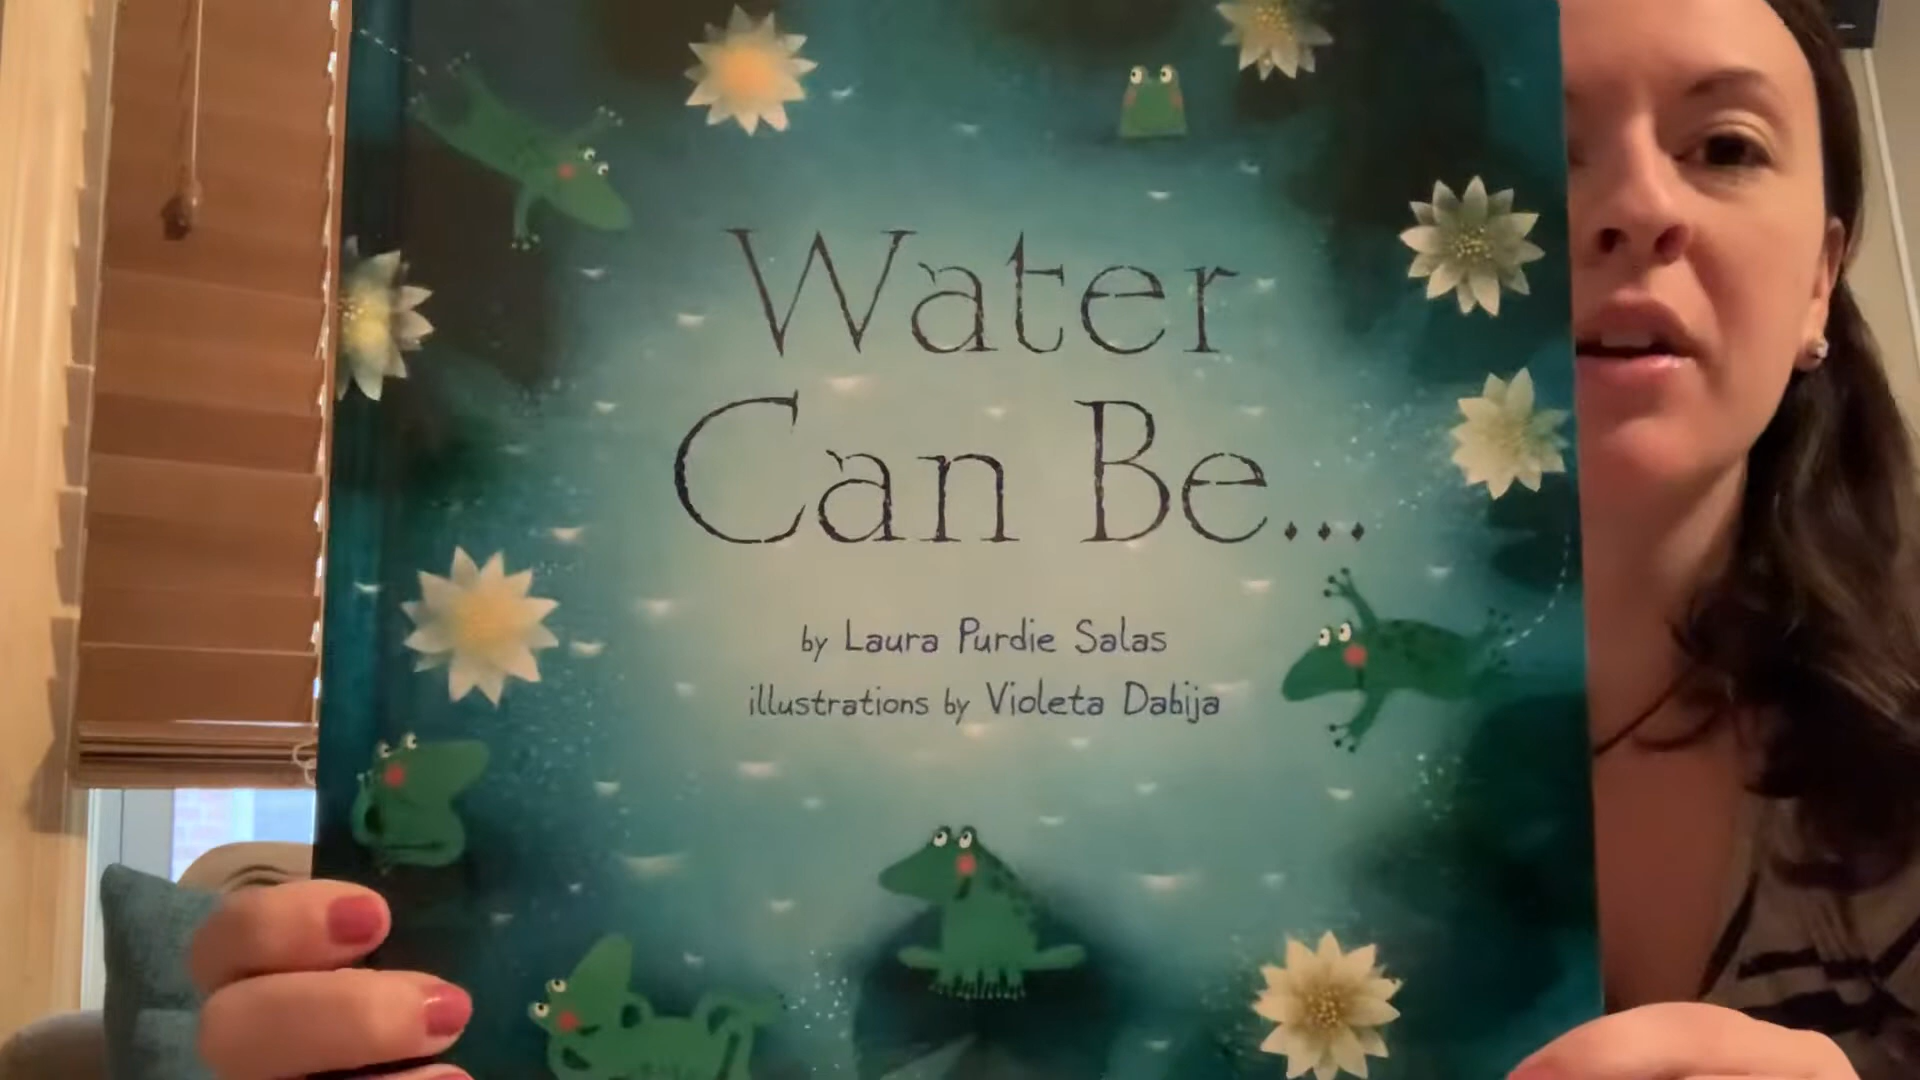 Water
Can Be...
by Laura Purdie Salas
illustrations by Violeta Dabija